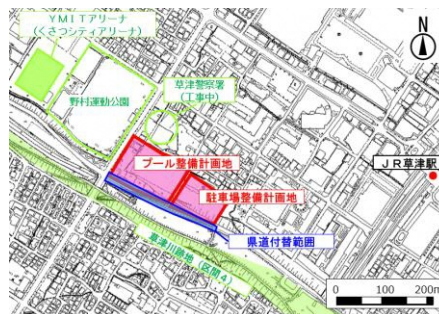 YMITアリーナ
(くさつシティアリーナ)
N
草津警察署
(工事中)
野村運動公園
プール整備計画地
JR草津駅
駐車場整備計画地
県道付替範囲
草津川跡地(区間4)
0 100 200m